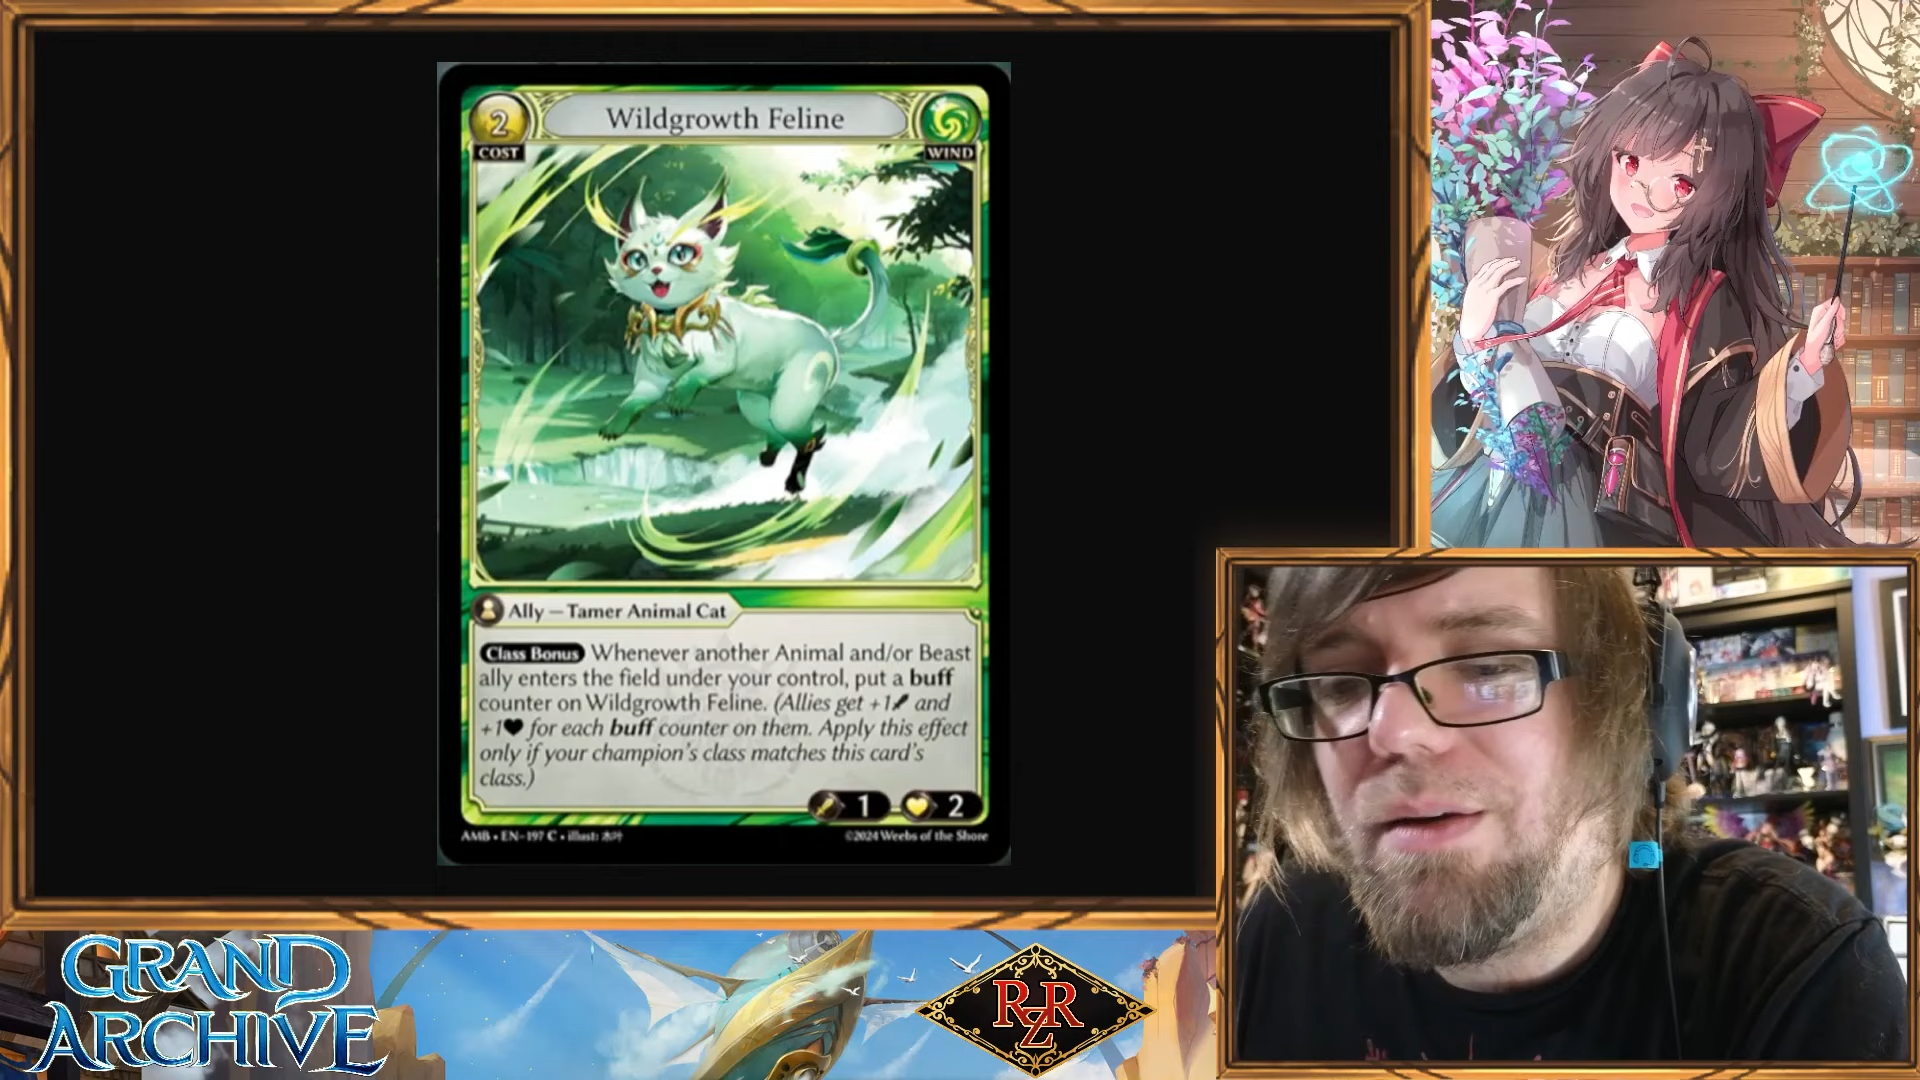 Wildgrowth Feline
2
COST
WIND
Ally — Tamer Animal Cat
Class Bonus Whenever another Animal and/or Beast
ally enters the field under your control, put a buff
counter on Wildgrowth Feline. (Allies get +1 and
+1 for each buff counter on them. Apply this effect
only if your champion's class matches this card's
class.)
1
2
AMB • EN-197 C • illust:
©2024 Weebs of the Shore
GRAND
ARCHIVE
RZR